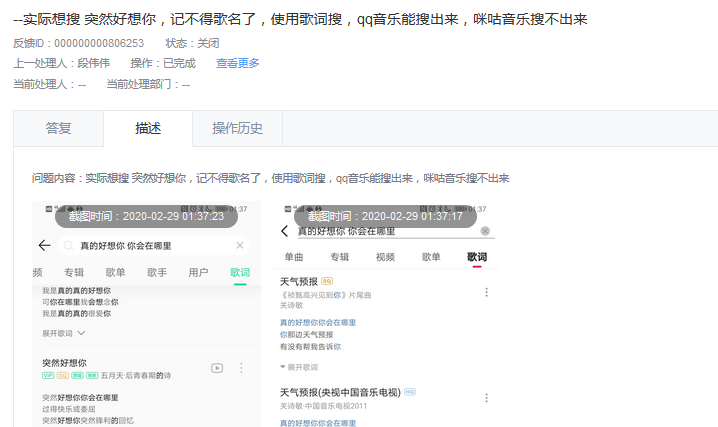 --实际想搜 突然好想你，记不得歌名了，使用歌词搜，qq音乐能搜出来，咪咕音乐搜不出来
反馈ID：000000000806253 状态：关闭
上一处理人：段伟伟 操作：已完成 查看更多
当前处理人：-- 当前处理部门：--
答复 描述 操作历史
问题内容：实际想搜 突然好想你，记不得歌名了，使用歌词搜，qq音乐能搜出来，咪咕音乐搜不出来
截图时间：2020-02-29 01:37:23
真的好想你 你会在哪里
频 专辑 歌单 歌手 用户 歌词
我是真的真的好想你
可你在哪里我会想念你
我是真的真的很爱你
展开歌词
突然好想你
VIP SQ 五月天·后青春期的诗
突然好想你你会在哪里
过得快乐或委屈
突然好想你突然锋利的回忆
截图时间：2020-02-29 01:37:17
真的好想你 你会在哪里
单曲 专辑 视频 歌单 歌词
天气预报 SQ
《祯甄高兴见到你》片尾曲
关诗敏
真的好想你你会在哪里
你那边天气预报
有没有帮我告诉你
展开歌词
天气预报(央视中国音乐电视) HQ
关诗敏·中国音乐电视2011
真的好想你你会在哪里